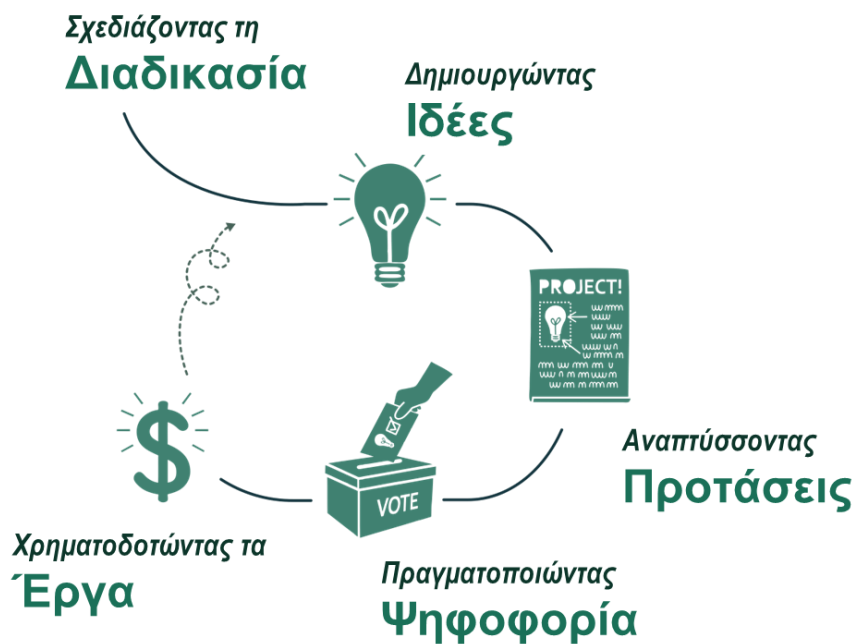 Σχεδιάζοντας τη
Διαδικασία
Δημιουργώντας
Ιδέες
PROJECT!
Αναπτύσσοντας
Προτάσεις
VOTE
Πραγματοποιώντας
Ψηφοφορία
Χρηματοδοτώντας τα
Έργα